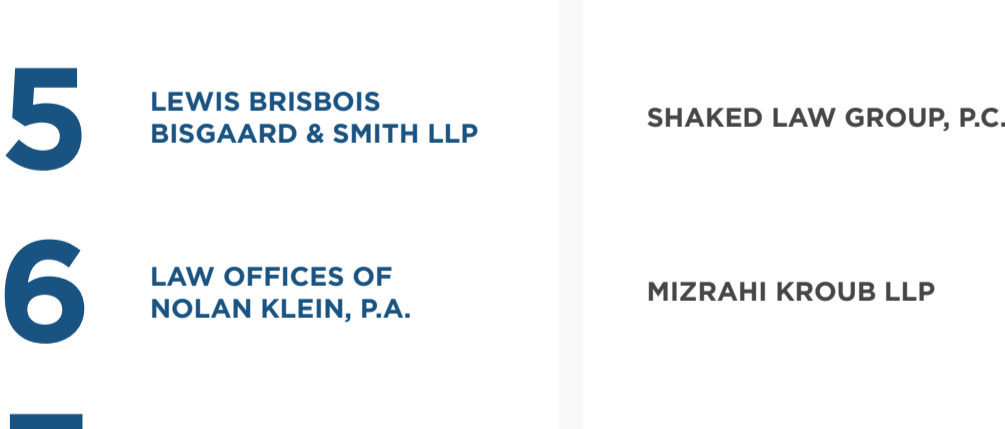 5
LEWIS BRISBOIS
BISGAARD & SMITH LLP
SHAKED LAW GROUP, P.C.
6
LAW OFFICES OF
NOLAN KLEIN, P.A.
MIZRAHI KROUB LLP